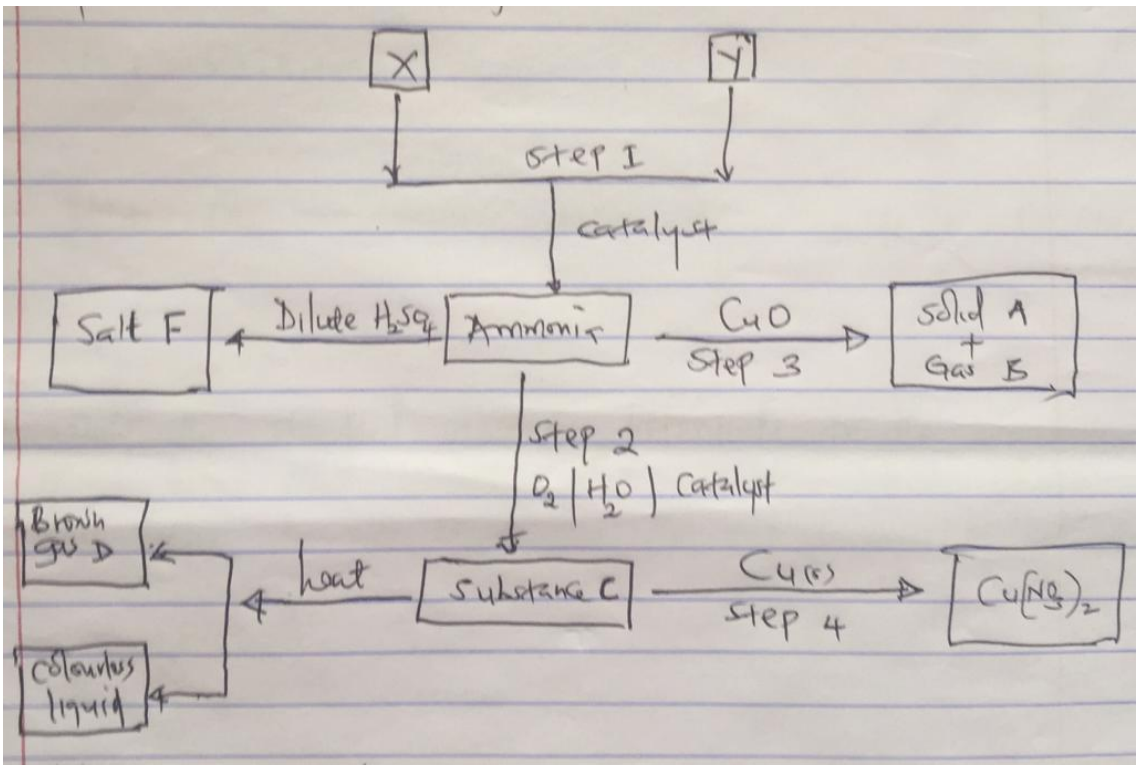 X
Y
Step I
catalyst
Salt F
Dilute H₂SO₄
Ammonia
CuO
Step 3
Solid A
+
Gas B
Step 2
O₂ | H₂O | Catalyst
Brown
gas D
heat
Substance C
Cu(s)
Step 4
Cu(NO₃)₂
Colourless
liquid